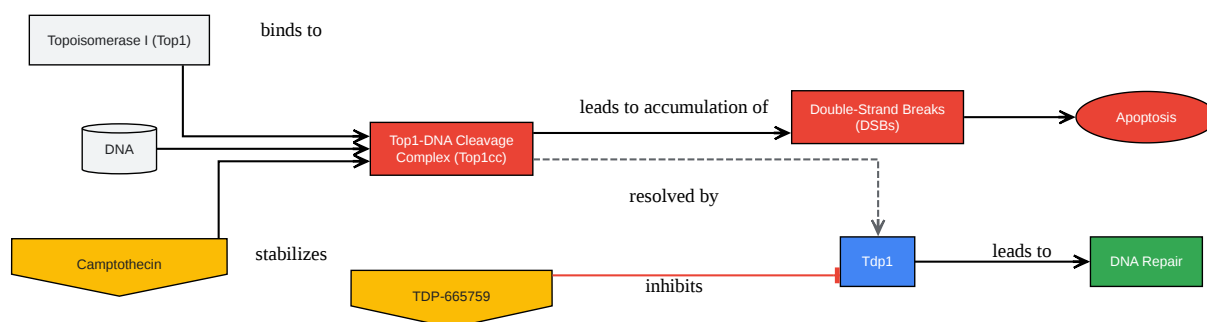 Topoisomerase I (Top1)
binds to
leads to accumulation of
Double-Strand Breaks
(DSBs)
Apoptosis
DNA
Top1-DNA Cleavage
Complex (Top1cc)
resolved by
Camptothecin
stabilizes
Tdp1
leads to
DNA Repair
TDP-665759
inhibits